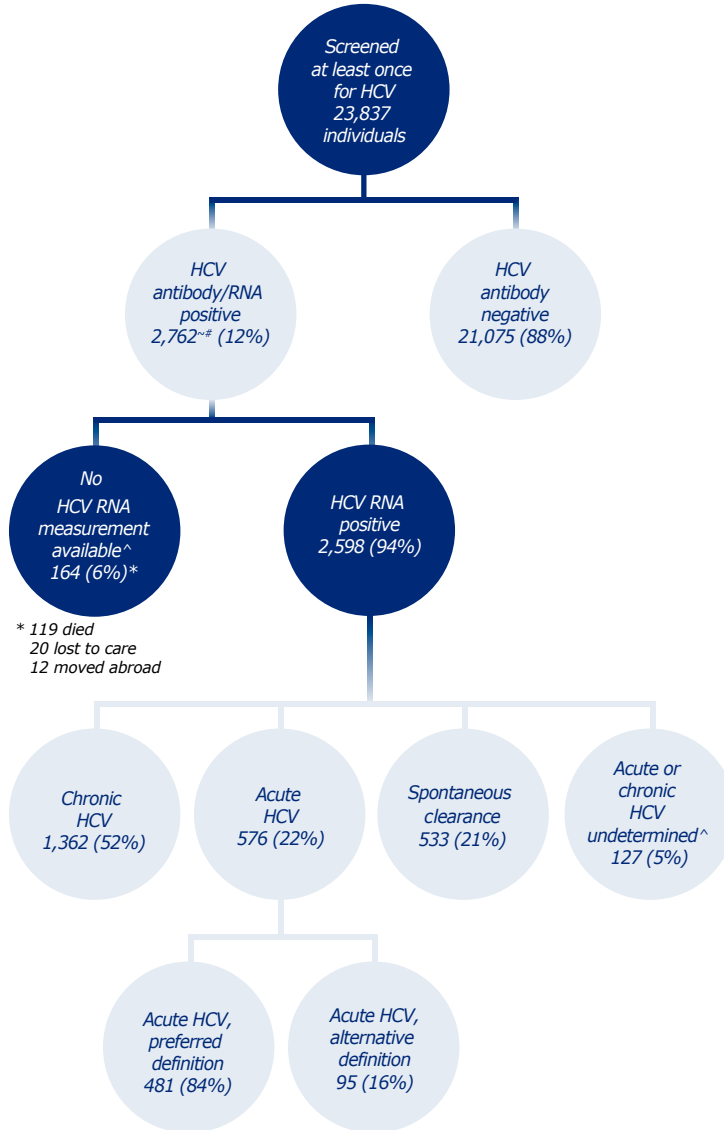 Screened
at least once
for HCV
23,837
individuals
HCV
antibody/RNA
positive
2,762~# (12%)
HCV
antibody
negative
21,075 (88%)
No
HCV RNA
measurement
available^
164 (6%)*
HCV RNA
positive
2,598 (94%)
* 119 died
20 lost to care
12 moved abroad
Chronic
HCV
1,362 (52%)
Acute
HCV
576 (22%)
Spontaneous
clearance
533 (21%)
Acute or
chronic
HCV
undetermined^
127 (5%)
Acute HCV,
preferred
definition
481 (84%)
Acute HCV,
alternative
definition
95 (16%)